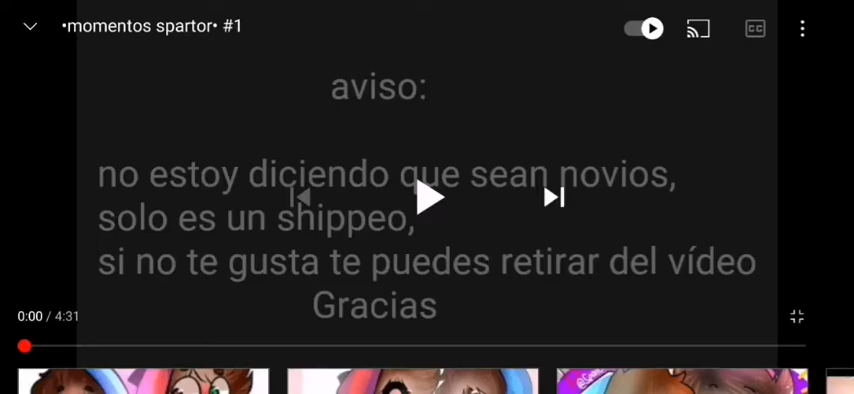 •momentos spartor• #1
CC
aviso:
no estoy diciendo que sean novios,
solo es un shippeo,
si no te gusta te puedes retirar del vídeo
Gracias
0:00 / 4:31